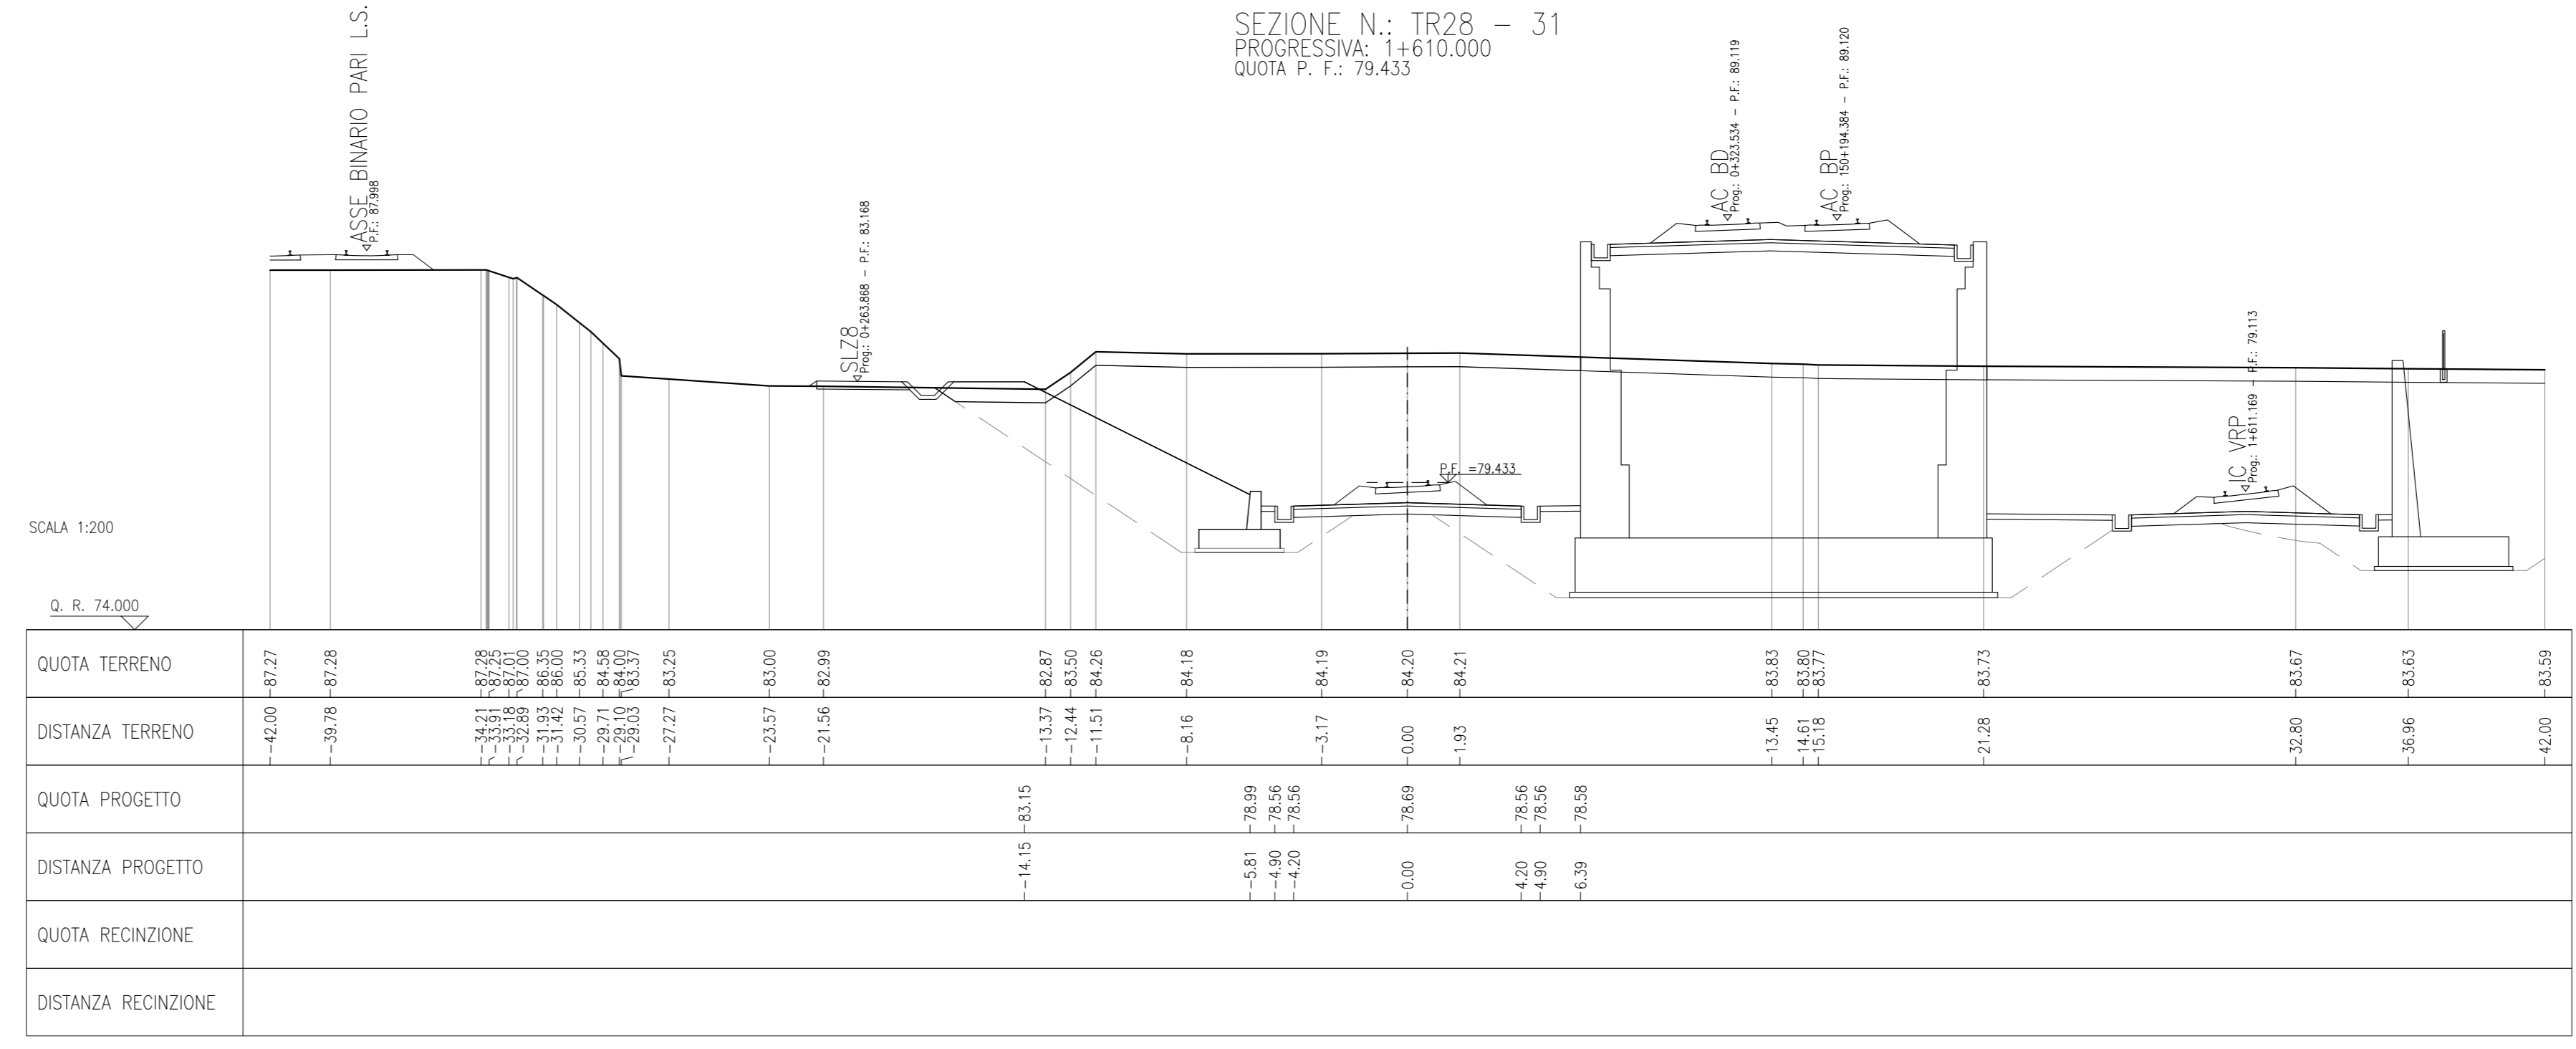 SEZIONE N.: TR28 - 31
PROGRESSIVA: 1+610.000
QUOTA P. F.: 79.433
ASSE BINARIO PARI L.S.
P.F.: 87.998
SLZ8
Prog.: 0+263.868 - P.F.: 83.168
AC BD
Prog.: 0+323.534 - P.F.: 89.119
AC BP
Prog.: 150+194.384 - P.F.: 89.120
IC VRP
Prog.: 1+611.169 - P.F.: 79.113
P.F. =79.433
SCALA 1:200
Q. R. 74.000
QUOTA TERRENO 87.27 87.28 87.28 87.25 87.01 87.00 86.35 86.00 85.33 84.58 84.00 83.37 83.25 83.00 82.99 82.87 83.50 84.26 84.18 84.19 84.20 84.21 83.83 83.80 83.77 83.73 83.67 83.63 83.59
DISTANZA TERRENO -42.00 -39.78 -34.21 -33.91 -33.18 -32.89 -31.93 -31.42 -30.57 -29.71 -29.10 -29.03 -27.27 -23.57 -21.56 -13.37 -12.44 -11.51 -8.16 -3.17 0.00 1.93 13.45 14.61 15.18 21.28 32.80 36.96 42.00
QUOTA PROGETTO 83.15 78.99 78.56 78.56 78.69 78.56 78.56 78.58
DISTANZA PROGETTO -14.15 -5.81 -4.90 -4.20 0.00 4.20 4.90 6.39
QUOTA RECINZIONE
DISTANZA RECINZIONE